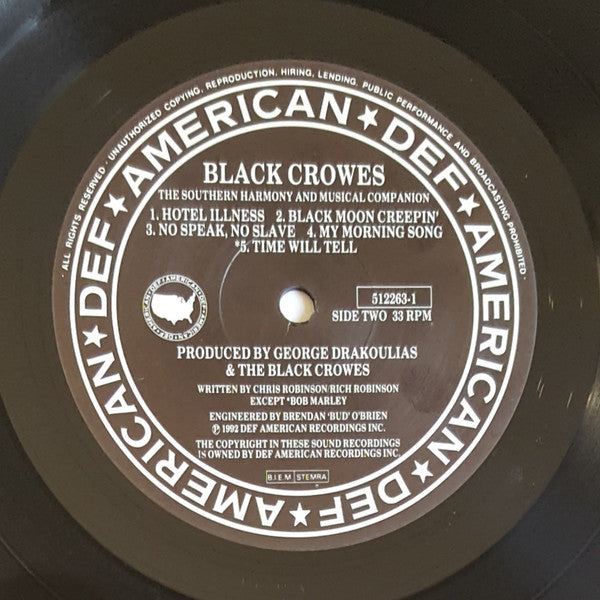 · ALL RIGHTS RESERVED · UNAUTHORIZED COPYING, REPRODUCTION, HIRING, LENDING, PUBLIC PERFORMANCE AND BROADCASTING PROHIBITED ·
AMERICAN ★ DEF ★ AMERICAN ★ DEF ★ AMERICAN ★ DEF ★
BLACK CROWES
THE SOUTHERN HARMONY AND MUSICAL COMPANION
1. HOTEL ILLNESS 2. BLACK MOON CREEPIN'
3. NO SPEAK, NO SLAVE 4. MY MORNING SONG
*5. TIME WILL TELL
DEF · AMERICAN · DEF · AMERICAN · DEF · AMERICAN
512263-1
SIDE TWO 33 RPM
PRODUCED BY GEORGE DRAKOULIAS
& THE BLACK CROWES
WRITTEN BY CHRIS ROBINSON/RICH ROBINSON
EXCEPT *BOB MARLEY
ENGINEERED BY BRENDAN 'BUD' O'BRIEN
℗ 1992 DEF AMERICAN RECORDINGS INC.
THE COPYRIGHT IN THESE SOUND RECORDINGS
IS OWNED BY DEF AMERICAN RECORDINGS INC.
B.I.E.M STEMRA